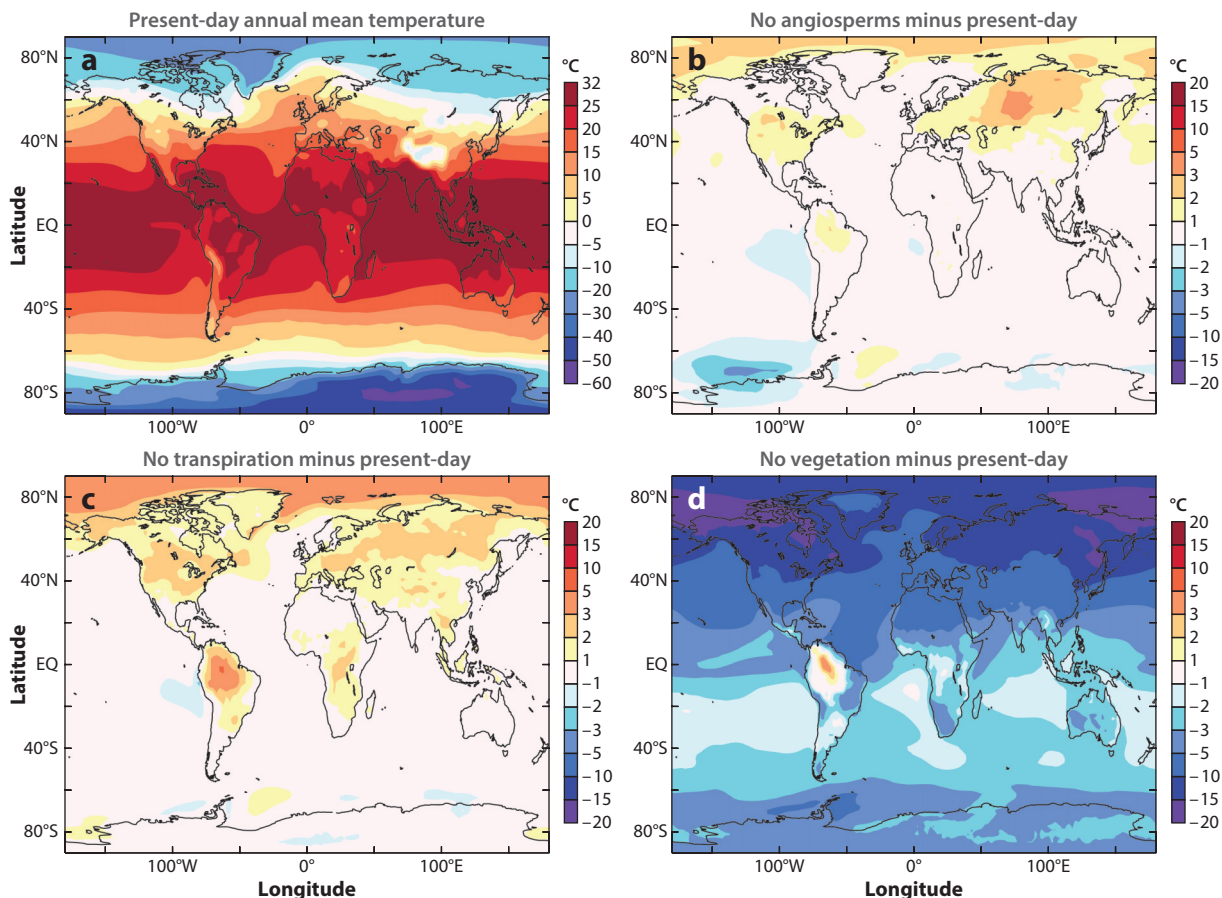 Present-day annual mean temperature
a
80°N
40°N
EQ
40°S
80°S
Latitude
100°W
0°
100°E
°C
32
25
20
15
10
5
0
−5
−10
−20
−30
−40
−50
−60
No angiosperms minus present-day
b
80°N
40°N
EQ
40°S
80°S
100°W
0°
100°E
°C
20
15
10
5
3
2
1
−1
−2
−3
−5
−10
−15
−20
No transpiration minus present-day
c
80°N
40°N
EQ
40°S
80°S
Latitude
100°W
0°
100°E
Longitude
°C
20
15
10
5
3
2
1
−1
−2
−3
−5
−10
−15
−20
No vegetation minus present-day
d
80°N
40°N
EQ
40°S
80°S
100°W
0°
100°E
Longitude
°C
20
15
10
5
3
2
1
−1
−2
−3
−5
−10
−15
−20